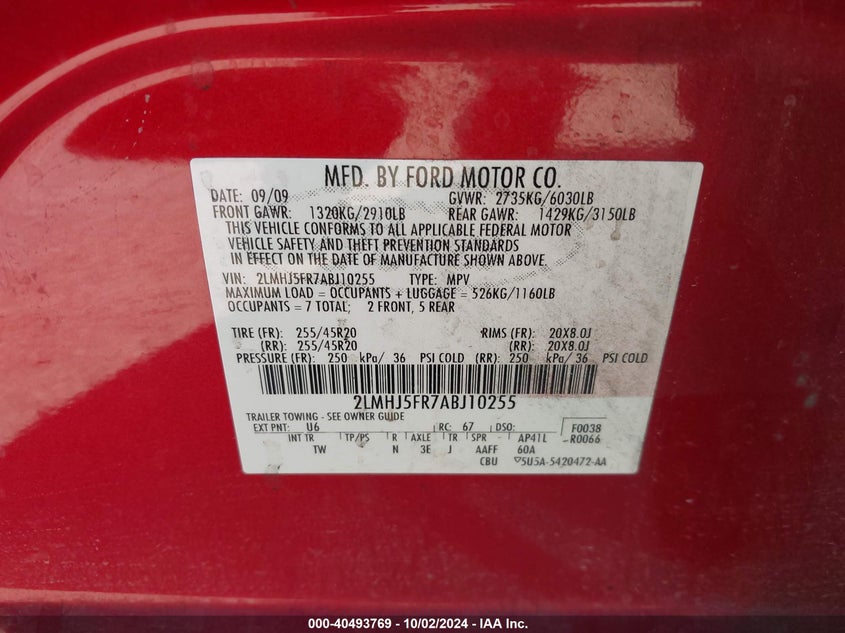 MFD. BY FORD MOTOR CO.
DATE: 09/09 GVWR: 2735KG/6030LB
FRONT GAWR: 1320KG/2910LB REAR GAWR: 1429KG/3150LB
THIS VEHICLE CONFORMS TO ALL APPLICABLE FEDERAL MOTOR
VEHICLE SAFETY AND THEFT PREVENTION STANDARDS
IN EFFECT ON THE DATE OF MANUFACTURE SHOWN ABOVE.
VIN: 2LMHJ5FR7ABJ10255 TYPE: MPV
MAXIMUM LOAD = OCCUPANTS + LUGGAGE = 526KG/1160LB
OCCUPANTS = 7 TOTAL; 2 FRONT, 5 REAR
TIRE (FR): 255/45R20 RIMS (FR): 20X8.0J
(RR): 255/45R20 (RR): 20X8.0J
PRESSURE (FR): 250 kPa/ 36 PSI COLD (RR): 250 kPa/ 36 PSI COLD
2LMHJ5FR7ABJ10255
TRAILER TOWING - SEE OWNER GUIDE
EXT PNT: U6 RC: 67 DSO: F0038
INT TR TP/PS R AXLE TR SPR AP41L R0066
TW N 3E J AAFF 60A
CBU 5U5A-5420472-AA
000-40493769 - 10/02/2024 - IAA Inc.